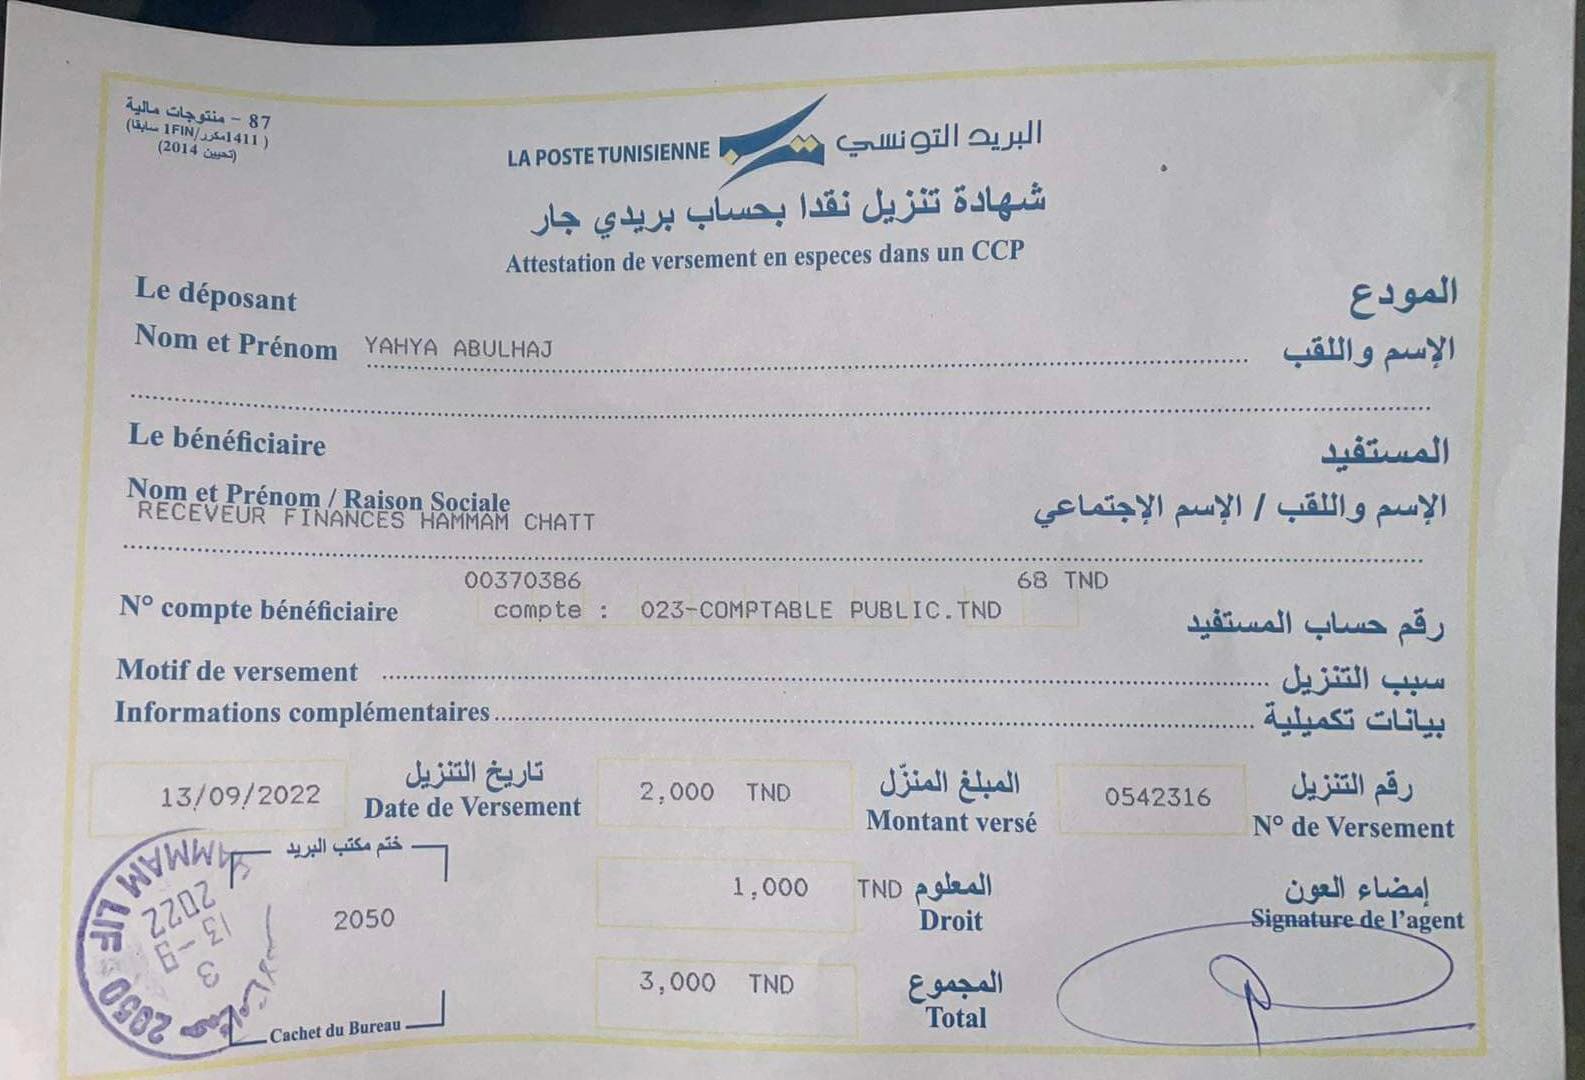 87 - منتوجات مالية
(1411مكرر/1FIN سابقا)
(تحيين 2014)
LA POSTE TUNISIENNE البريد التونسي
شهادة تنزيل نقدا بحساب بريدي جار
Attestation de versement en especes dans un CCP
Le déposant المودع
Nom et Prénom YAHYA ABULHAJ الإسم واللقب
Le bénéficiaire المستفيد
Nom et Prénom / Raison Sociale الإسم واللقب / الإسم الإجتماعي
RECEVEUR FINANCES HAMMAM CHATT
00370386 68 TND
N° compte bénéficiaire compte : 023-COMPTABLE PUBLIC.TND رقم حساب المستفيد
Motif de versement سبب التنزيل
Informations complémentaires بيانات تكميلية
13/09/2022 تاريخ التنزيل 2,000 TND المبلغ المنزّل 0542316 رقم التنزيل
Date de Versement Montant versé N° de Versement
ختم مكتب البريد
1,000 TND المعلوم إمضاء العون
2050 Droit Signature de l'agent
3,000 TND المجموع
Total
Cachet du Bureau
HAMMAM LIF 2050
13 -9 2022
3